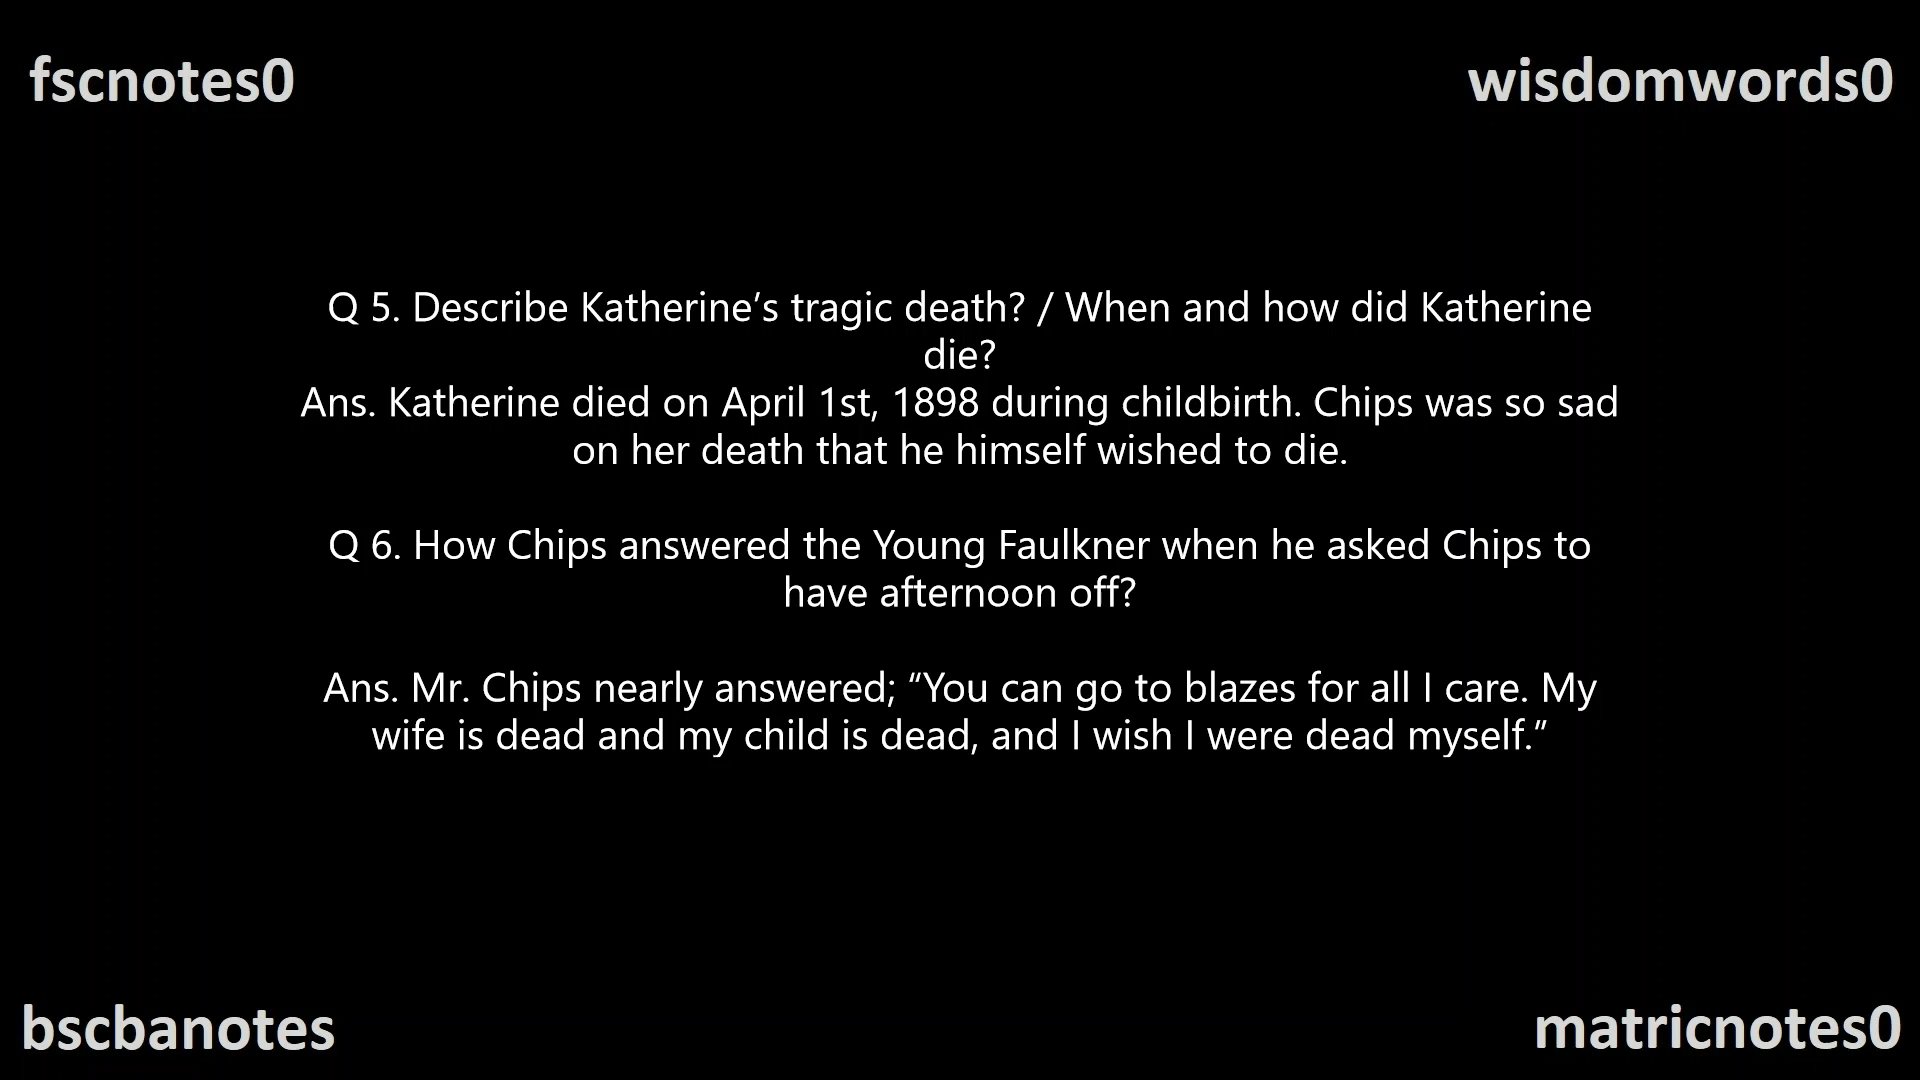 fscnotes0
wisdomwords0
Q 5. Describe Katherine’s tragic death? / When and how did Katherine
die?
Ans. Katherine died on April 1st, 1898 during childbirth. Chips was so sad
on her death that he himself wished to die.
Q 6. How Chips answered the Young Faulkner when he asked Chips to
have afternoon off?
Ans. Mr. Chips nearly answered; “You can go to blazes for all I care. My
wife is dead and my child is dead, and I wish I were dead myself.”
bscbanotes
matricnotes0